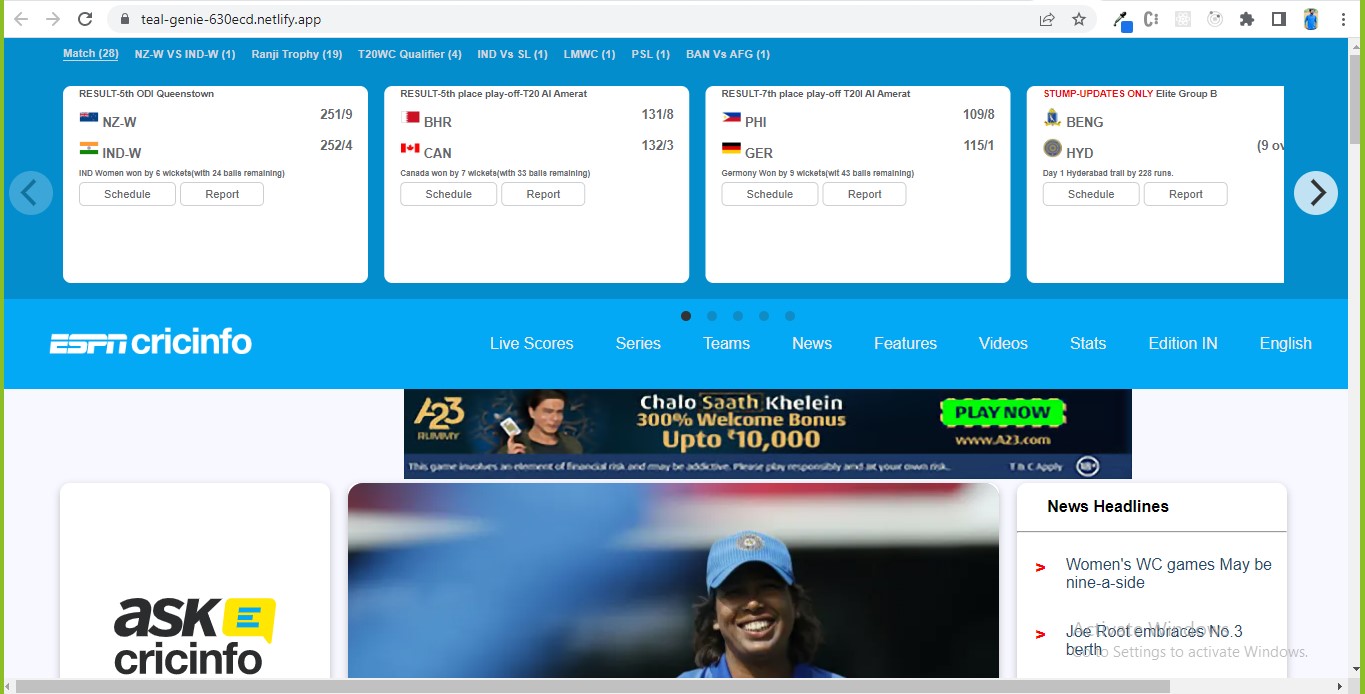 teal-genie-630ecd.netlify.app
Match (28) NZ-W VS IND-W (1) Ranji Trophy (19) T20WC Qualifier (4) IND Vs SL (1) LMWC (1) PSL (1) BAN Vs AFG (1)
RESULT-5th ODI Queenstown
NZ-W 251/9
IND-W 252/4
IND Women won by 6 wickets(with 24 balls remaining)
Schedule Report
RESULT-5th place play-off-T20 Al Amerat
BHR 131/8
CAN 132/3
Canada won by 7 wickets(with 33 balls remaining)
Schedule Report
RESULT-7th place play-off T20I Al Amerat
PHI 109/8
GER 115/1
Germany Won by 9 wickets(wit 43 balls remaining)
Schedule Report
STUMP-UPDATES ONLY Elite Group B
BENG
HYD (9 ov
Day 1 Hyderabad trail by 228 runs.
Schedule Report
ESPN cricinfo
Live Scores Series Teams News Features Videos Stats Edition IN English
A23
RUMMY
Chalo Saath Khelein
300% Welcome Bonus
Upto ₹10,000
PLAY NOW
www.A23.com
This game involves an element of financial risk and may be addictive. Please play responsibly and at your own risk.
T & C Apply 18+
ask E
cricinfo
News Headlines
> Women's WC games May be
nine-a-side
> Joe Root embraces No.3
berth
Activate Windows
Go to Settings to activate Windows.